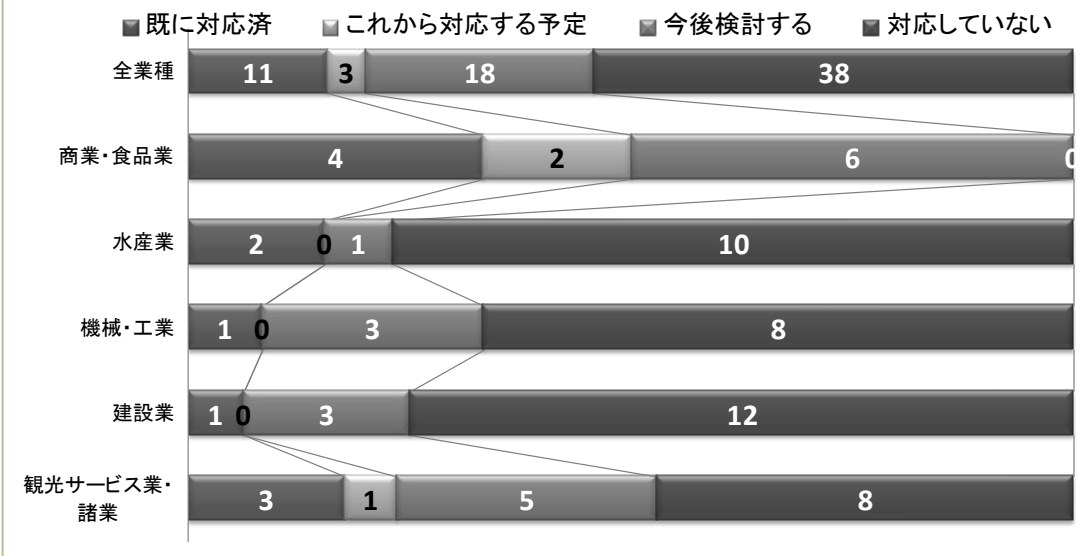 ■既に対応済 ■これから対応する予定 ■今後検討する ■対応していない
全業種 11 3 18 38
商業・食品業 4 2 6 0
水産業 2 0 1 10
機械・工業 1 0 3 8
建設業 1 0 3 12
観光サービス業・
諸業 3 1 5 8